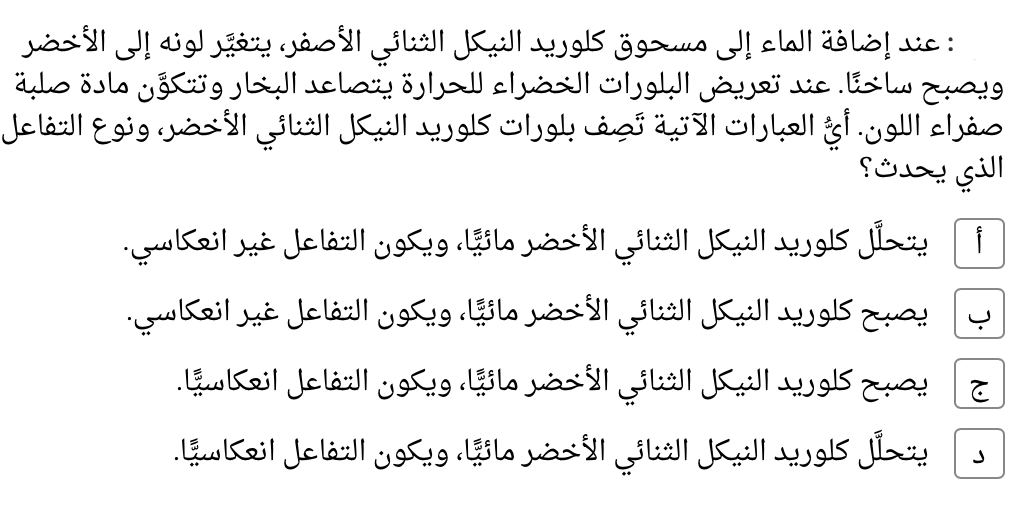 : عند إضافة الماء إلى مسحوق كلوريد النيكل الثنائي الأصفر، يتغيَّر لونه إلى الأخضر
ويصبح ساخنًا. عند تعريض البلورات الخضراء للحرارة يتصاعد البخار وتتكوَّن مادة صلبة
صفراء اللون. أيُّ العبارات الآتية تَصِف بلورات كلوريد النيكل الثنائي الأخضر، ونوع التفاعل
الذي يحدث؟
أ يتحلَّل كلوريد النيكل الثنائي الأخضر مائيًّا، ويكون التفاعل غير انعكاسي.
ب يصبح كلوريد النيكل الثنائي الأخضر مائيًّا، ويكون التفاعل غير انعكاسي.
ج يصبح كلوريد النيكل الثنائي الأخضر مائيًّا، ويكون التفاعل انعكاسيًّا.
د يتحلَّل كلوريد النيكل الثنائي الأخضر مائيًّا، ويكون التفاعل انعكاسيًّا.